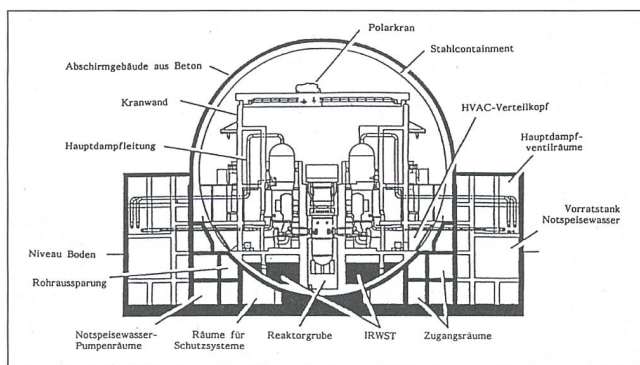 Polarkran
Abschirmgebäude aus Beton
Stahlcontainment
Kranwand
HVAC-Verteilkopf
Hauptdampfleitung
Hauptdampf-
ventilräume
Vorratstank
Notspeisewasser
Niveau Boden
Rohraussparung
Notspeisewasser-
Pumpenräume
Räume für
Schutzsysteme
Reaktorgrube
IRWST
Zugangsräume